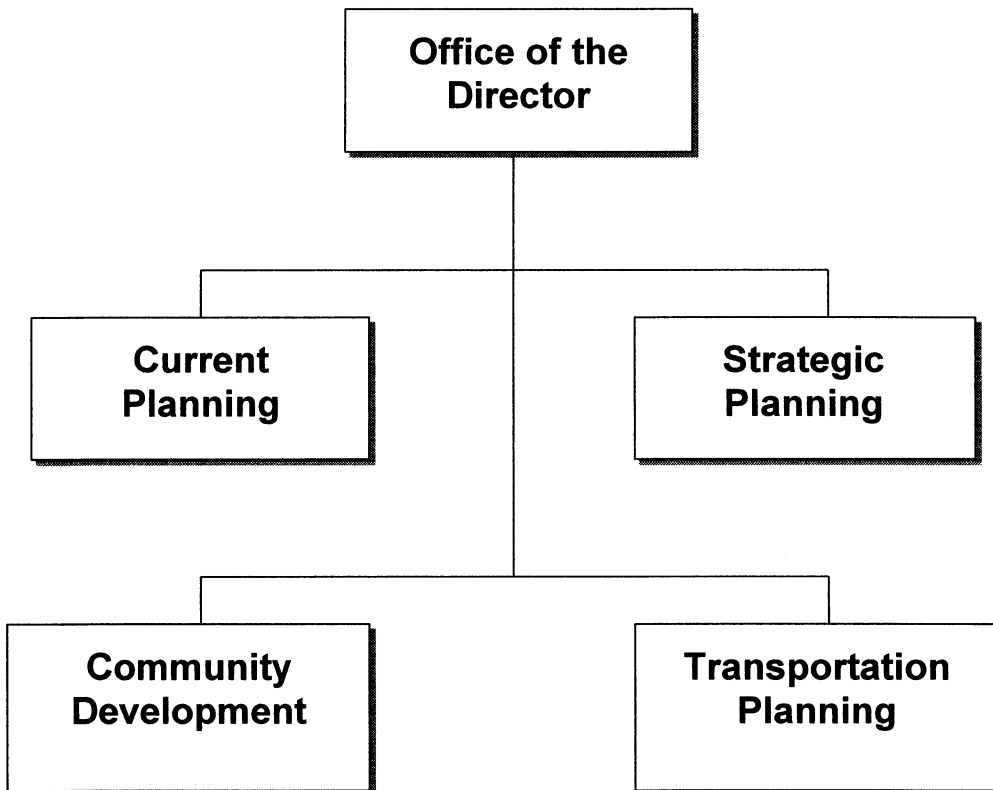 Office of the
Director
Current
Planning
Strategic
Planning
Community
Development
Transportation
Planning